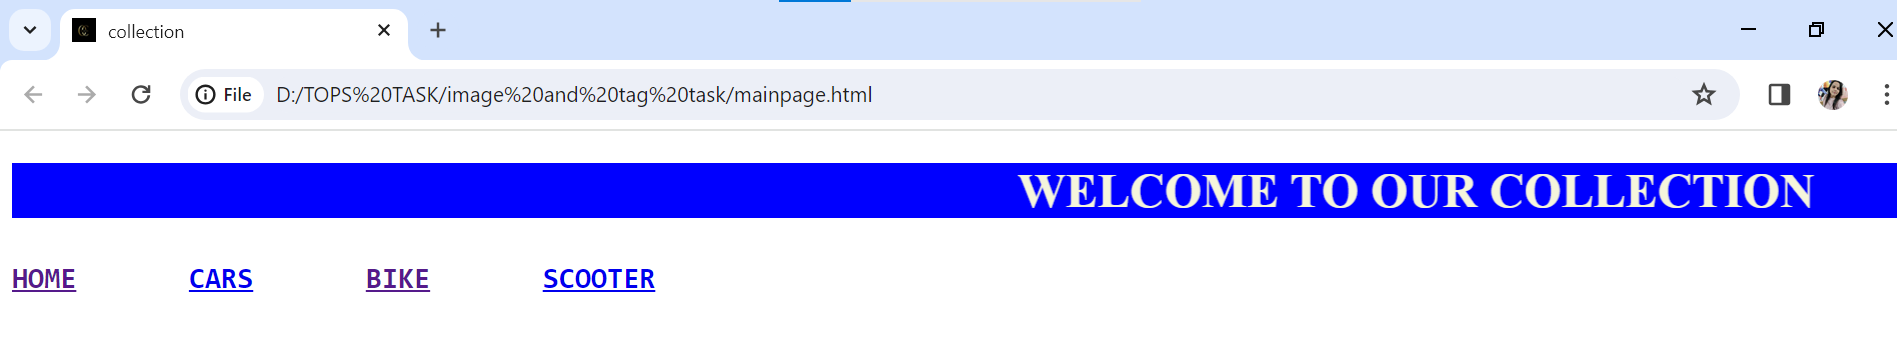 collection
File D:/TOPS%20TASK/image%20and%20tag%20task/mainpage.html
WELCOME TO OUR COLLECTION
HOME CARS BIKE SCOOTER